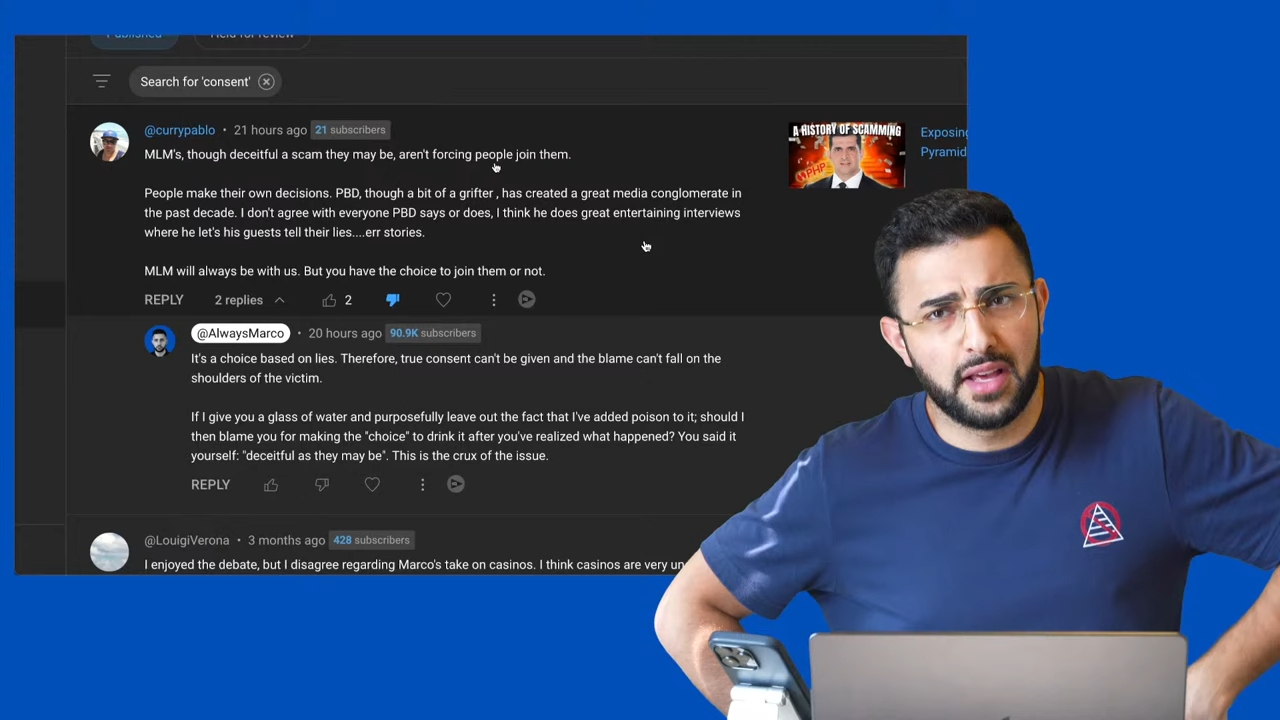 Published
Held for review
Search for 'consent'
@currypablo • 21 hours ago 21 subscribers
MLM's, though deceitful a scam they may be, aren't forcing people join them.
People make their own decisions. PBD, though a bit of a grifter , has created a great media conglomerate in
the past decade. I don't agree with everyone PBD says or does, I think he does great entertaining interviews
where he let's his guests tell their lies....err stories.
MLM will always be with us. But you have the choice to join them or not.
REPLY 2 replies 2
A HISTORY OF SCAMMING
PHP
Exposing
Pyramid
@AlwaysMarco • 20 hours ago 90.9K subscribers
It's a choice based on lies. Therefore, true consent can't be given and the blame can't fall on the
shoulders of the victim.
If I give you a glass of water and purposefully leave out the fact that I've added poison to it; should I
then blame you for making the "choice" to drink it after you've realized what happened? You said it
yourself: "deceitful as they may be". This is the crux of the issue.
REPLY
@LouigiVerona • 3 months ago 428 subscribers
I enjoyed the debate, but I disagree regarding Marco's take on casinos. I think casinos are very un